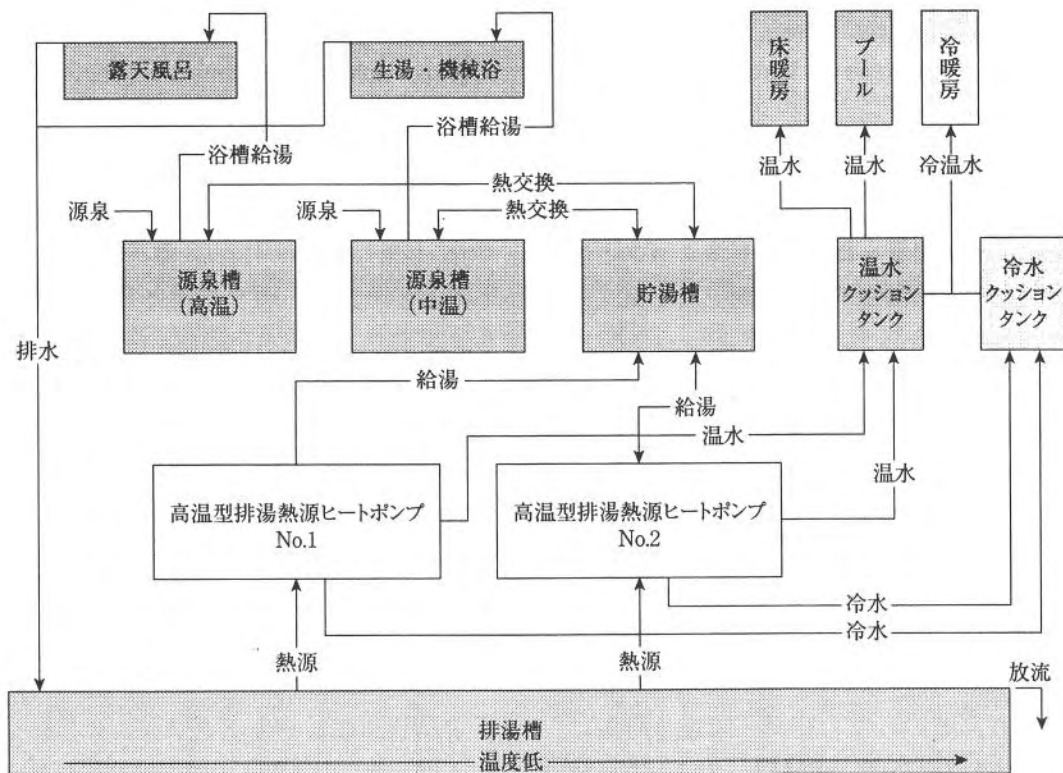 露天風呂
生湯・機械浴
床暖房
プール
冷暖房
浴槽給湯
浴槽給湯
温水
温水
冷温水
熱交換
熱交換
源泉
源泉
源泉槽
(高温)
源泉槽
(中温)
貯湯槽
温水
クッション
タンク
冷水
クッション
タンク
排水
給湯
給湯
温水
温水
高温型排湯熱源ヒートポンプ
No.1
高温型排湯熱源ヒートポンプ
No.2
冷水
冷水
熱源
熱源
放流
排湯槽
温度低